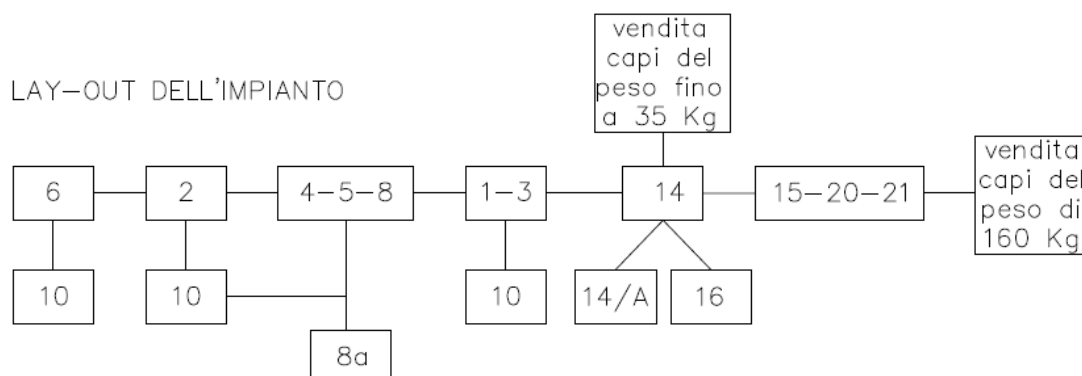 vendita
capi del
peso fino
a 35 Kg
LAY-OUT DELL'IMPIANTO
6
2
4-5-8
1-3
14
15-20-21
vendita
capi del
peso di
160 Kg
10
10
10
14/A
16
8a